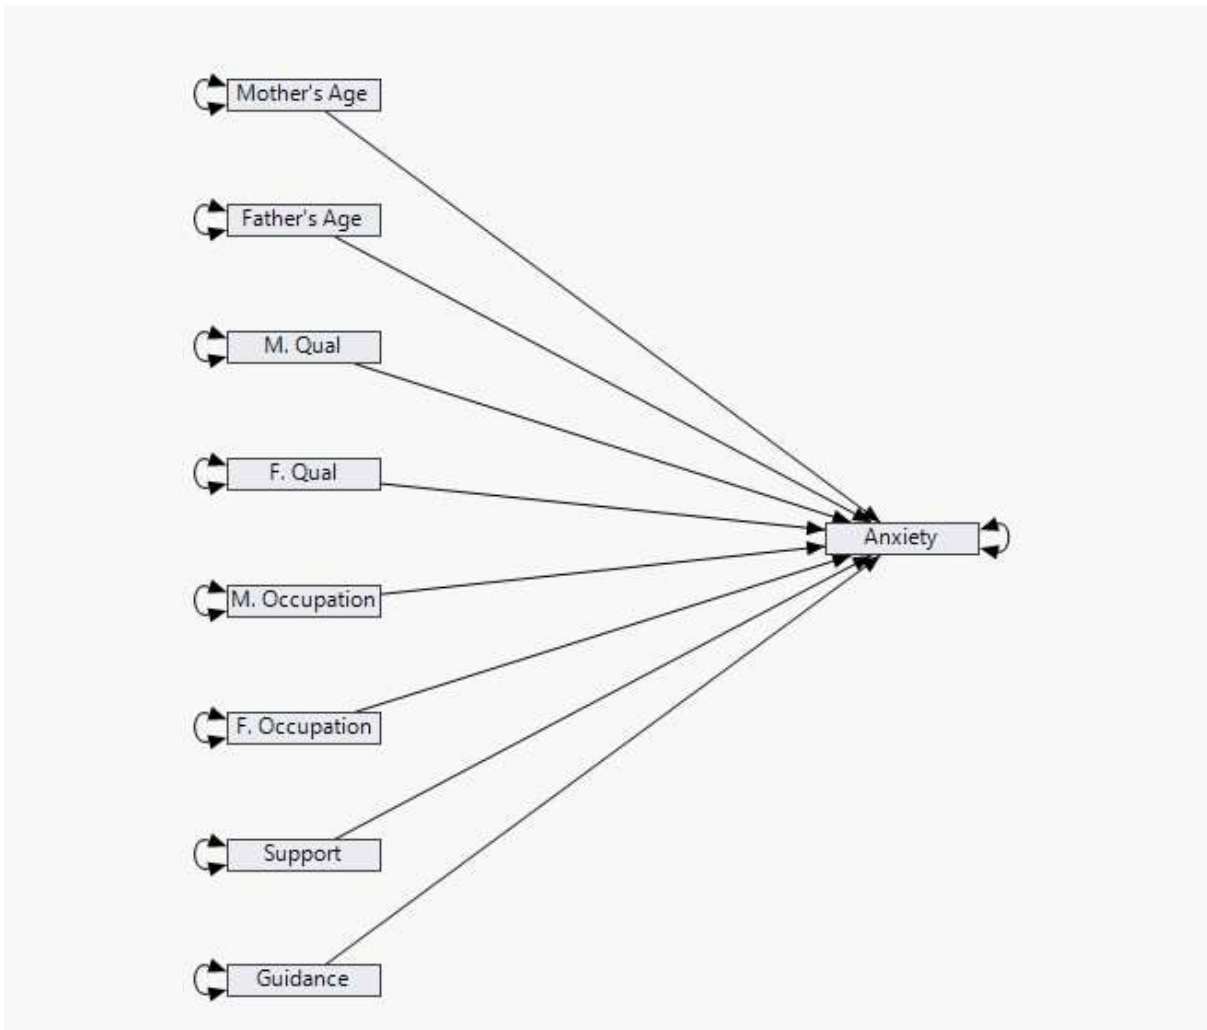 Mother's Age
Father's Age
M. Qual
F. Qual
Anxiety
M. Occupation
F. Occupation
Support
Guidance